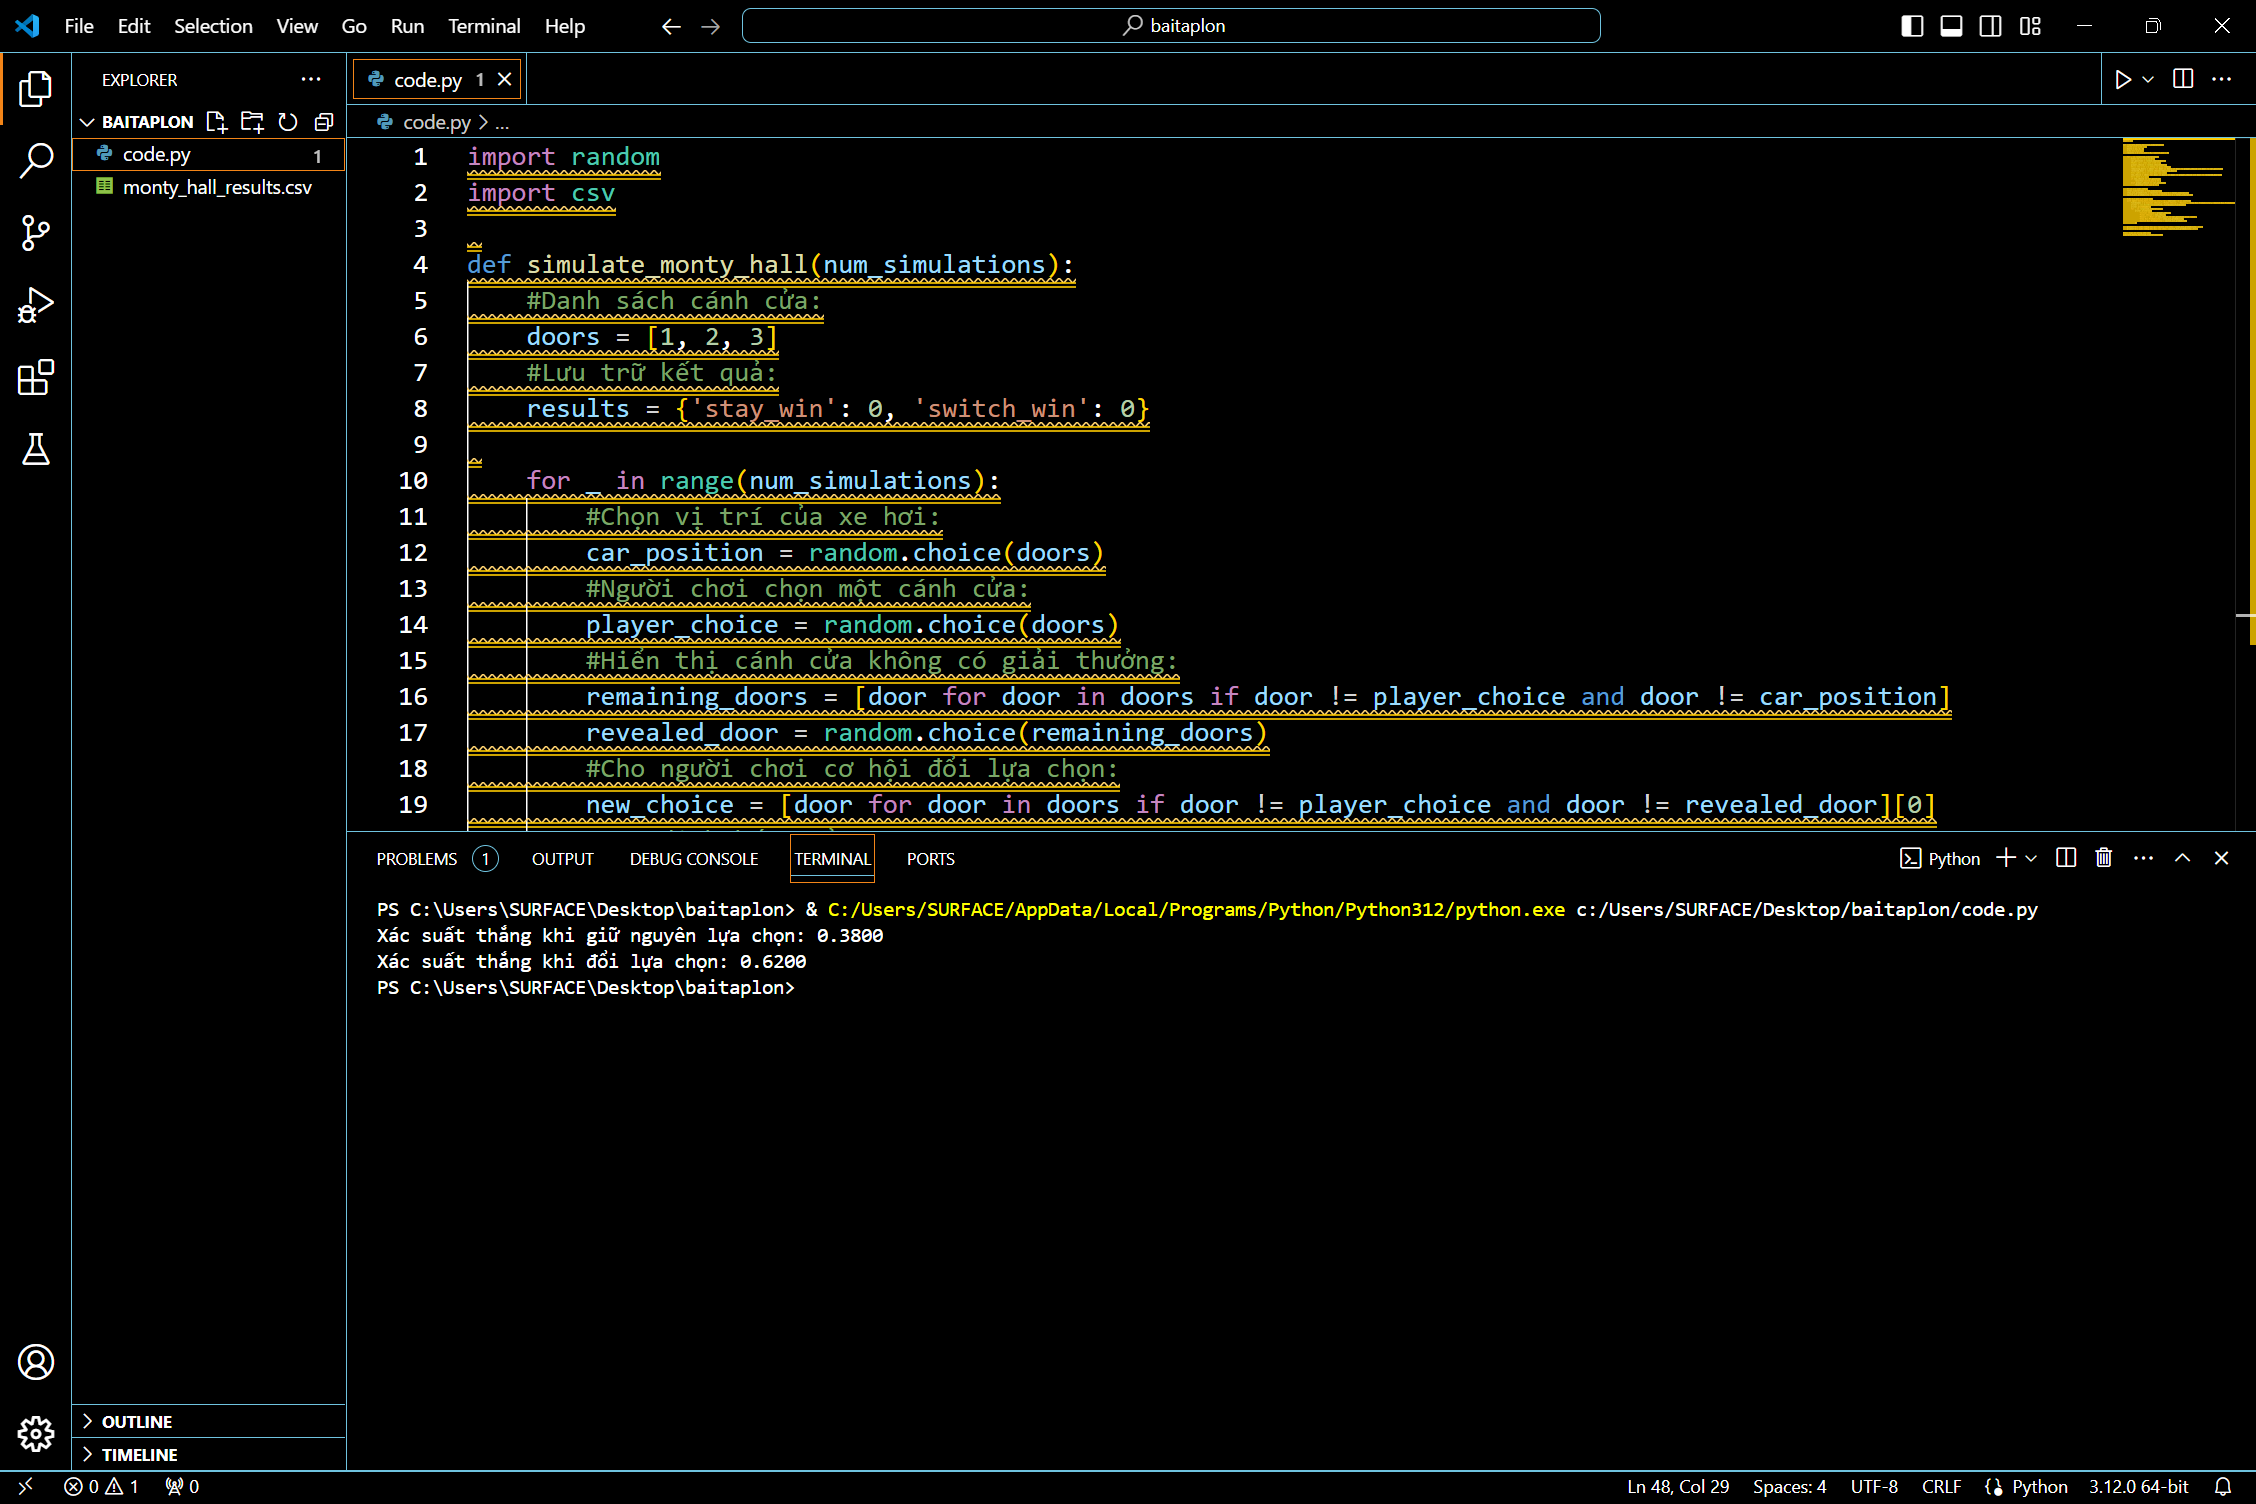 File Edit Selection View Go Run Terminal Help
baitaplon
EXPLORER
BAITAPLON
code.py 1
monty_hall_results.csv
OUTLINE
TIMELINE
code.py 1
code.py > ...
1 import random
2 import csv
3
4 def simulate_monty_hall(num_simulations):
5 #Danh sách cánh cửa:
6 doors = [1, 2, 3]
7 #Lưu trữ kết quả:
8 results = {'stay_win': 0, 'switch_win': 0}
9
10 for _ in range(num_simulations):
11 #Chọn vị trí của xe hơi:
12 car_position = random.choice(doors)
13 #Người chơi chọn một cánh cửa:
14 player_choice = random.choice(doors)
15 #Hiển thị cánh cửa không có giải thưởng:
16 remaining_doors = [door for door in doors if door != player_choice and door != car_position]
17 revealed_door = random.choice(remaining_doors)
18 #Cho người chơi cơ hội đổi lựa chọn:
19 new_choice = [door for door in doors if door != player_choice and door != revealed_door][0]
PROBLEMS 1 OUTPUT DEBUG CONSOLE TERMINAL PORTS
Python
PS C:\Users\SURFACE\Desktop\baitaplon> & C:/Users/SURFACE/AppData/Local/Programs/Python/Python312/python.exe c:/Users/SURFACE/Desktop/baitaplon/code.py
Xác suất thắng khi giữ nguyên lựa chọn: 0.3800
Xác suất thắng khi đổi lựa chọn: 0.6200
PS C:\Users\SURFACE\Desktop\baitaplon>
0 1 0
Ln 48, Col 29 Spaces: 4 UTF-8 CRLF Python 3.12.0 64-bit